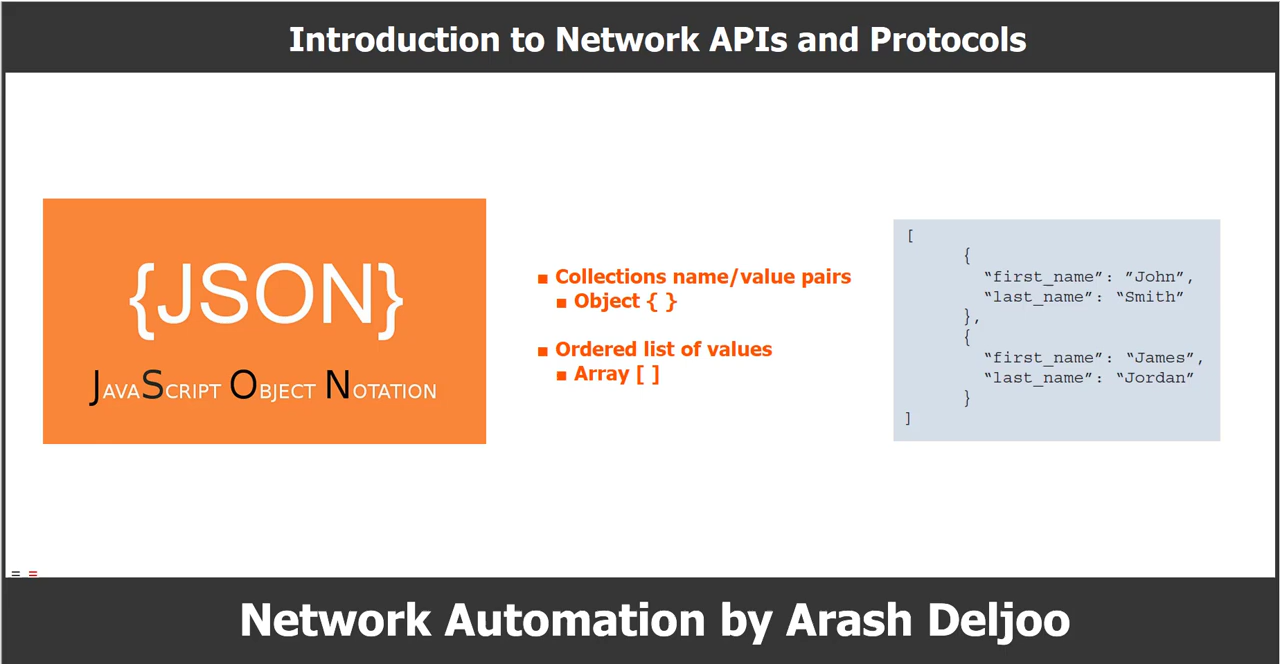 Introduction to Network APIs and Protocols
{JSON}
JAVASCRIPT OBJECT NOTATION
▪ Collections name/value pairs
▪ Object { }
▪ Ordered list of values
▪ Array [ ]
[
{
“first_name”: ”John”,
“last_name”: “Smith”
},
{
“first_name”: “James”,
“last_name”: “Jordan”
}
]
= =
Network Automation by Arash Deljoo